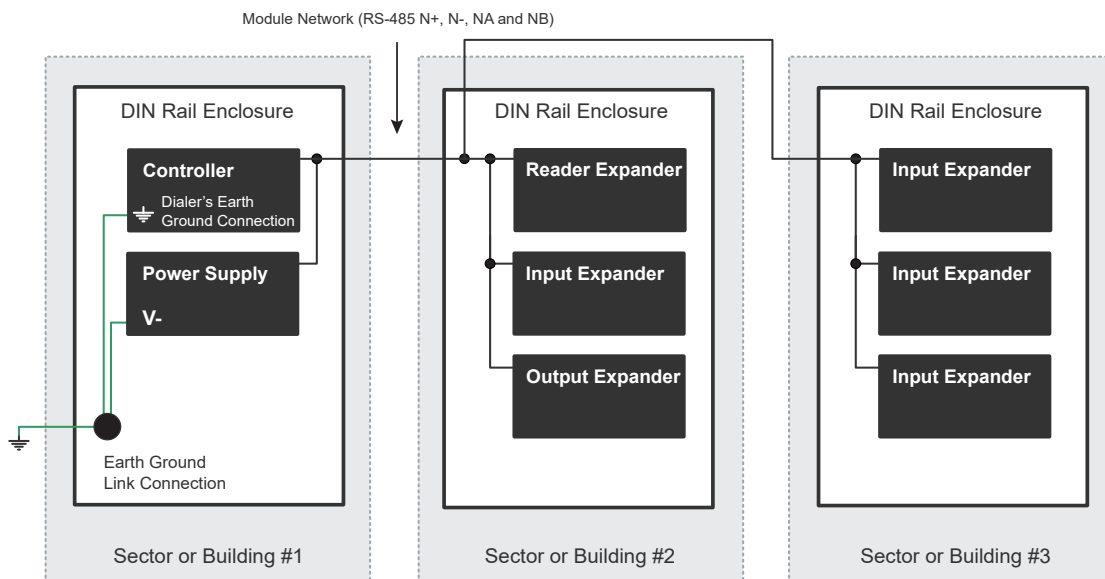 Module Network (RS-485 N+, N-, NA and NB)
DIN Rail Enclosure
Controller
Dialer's Earth
Ground Connection
Power Supply
V-
Earth Ground
Link Connection
Sector or Building #1
DIN Rail Enclosure
Reader Expander
Input Expander
Output Expander
Sector or Building #2
DIN Rail Enclosure
Input Expander
Input Expander
Input Expander
Sector or Building #3